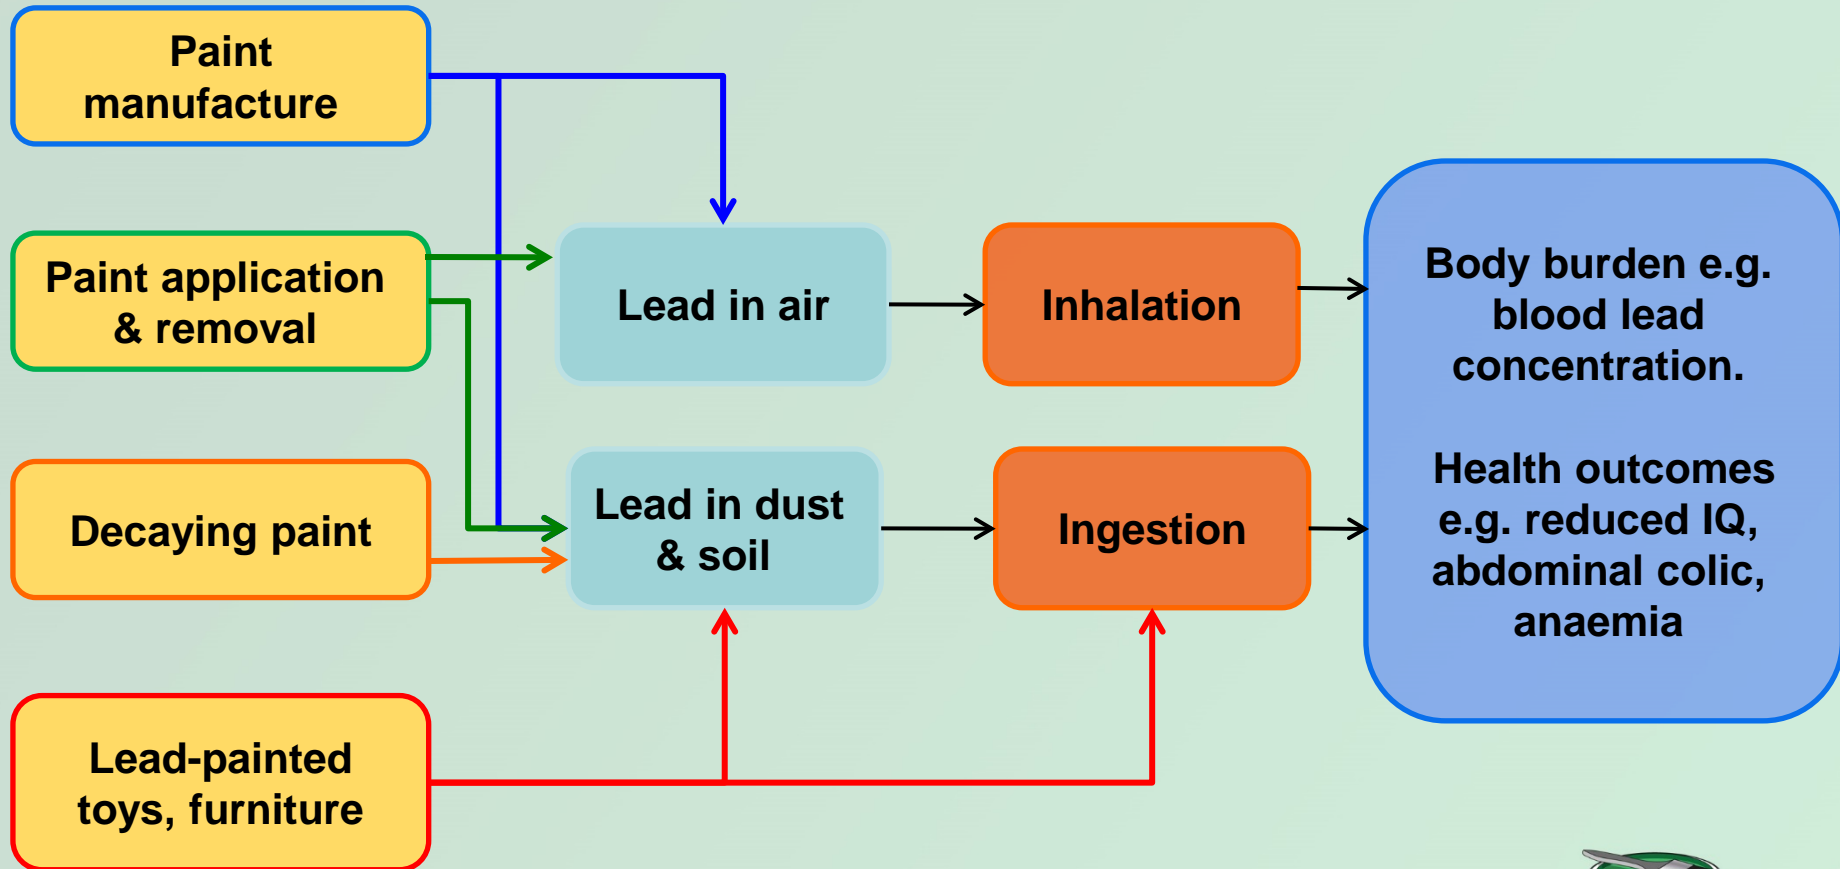 Paint
manufacture
Paint application
& removal
Decaying paint
Lead-painted
toys, furniture
Lead in air
Lead in dust
& soil
Inhalation
Ingestion
Body burden e.g.
blood lead
concentration.
Health outcomes
e.g. reduced IQ,
abdominal colic,
anaemia